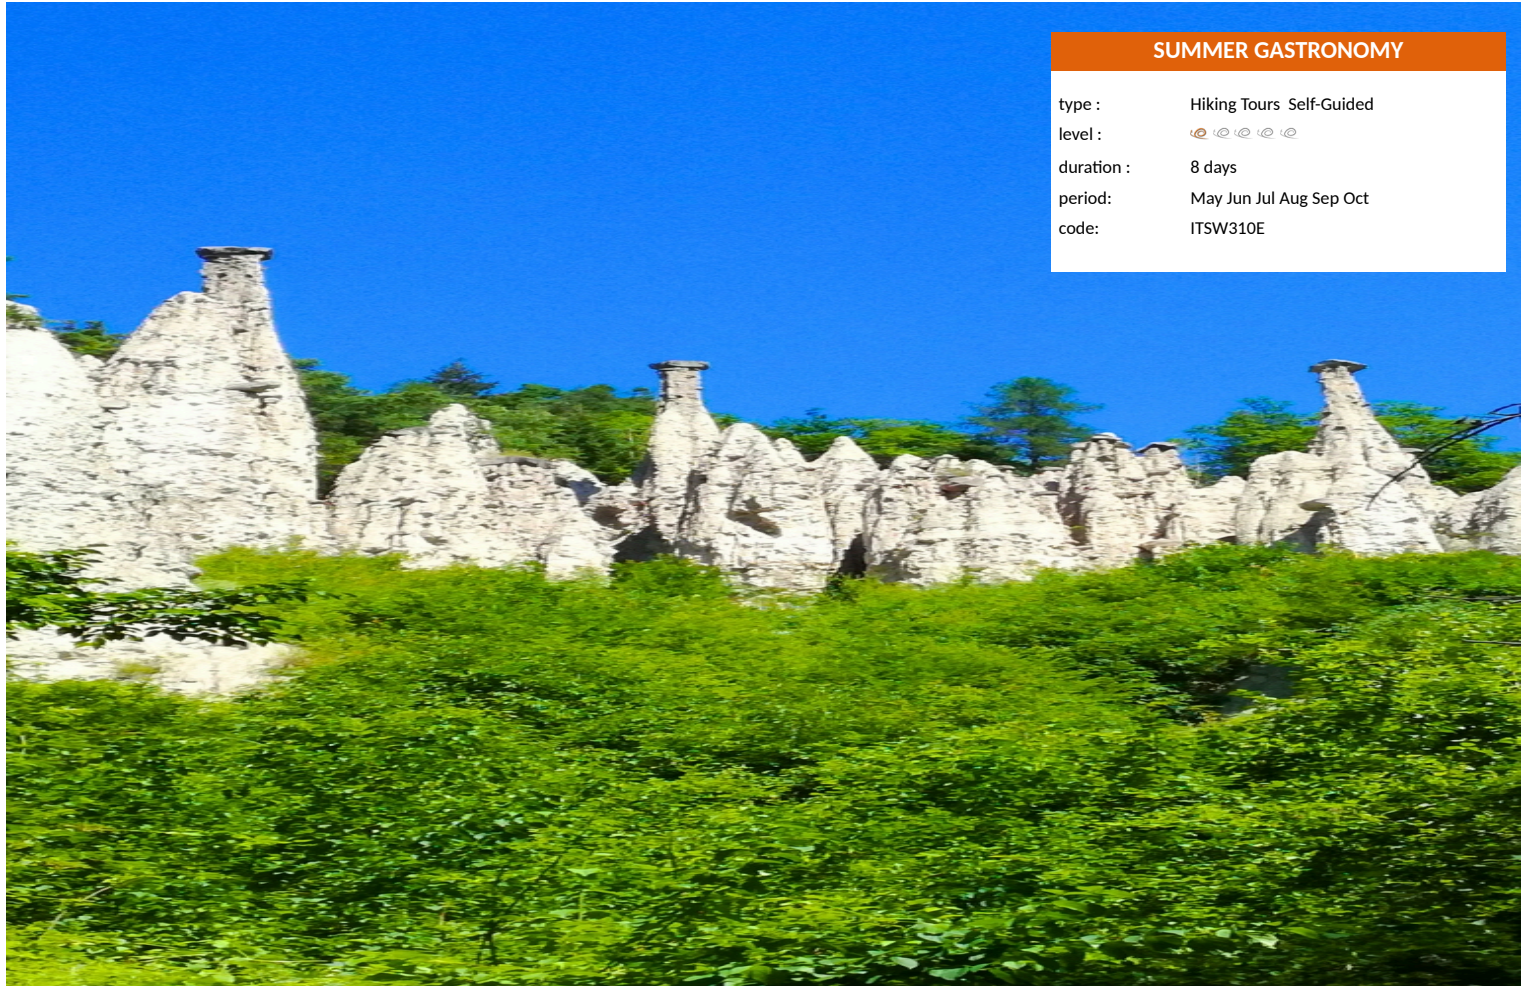 SUMMER GASTRONOMY
type : Hiking Tours  Self-Guided
level :
duration : 8 days
period: May Jun Jul Aug Sep Oct
code: ITSW310E